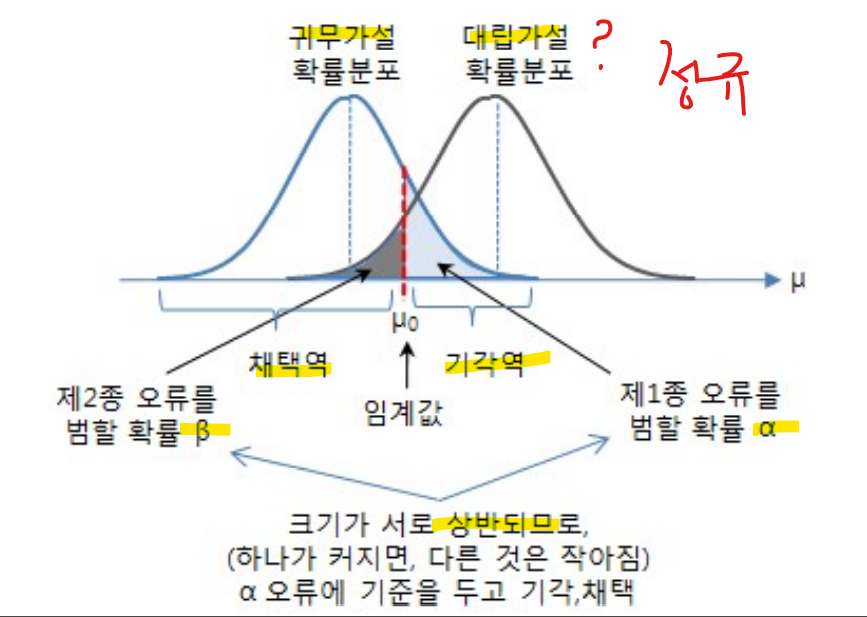 귀무가설
확률분포
대립가설
확률분포
?
정규
μ
μ₀
채택역
기각역
임계값
제2종 오류를
범할 확률 β
제1종 오류를
범할 확률 α
크기가 서로 상반되므로,
(하나가 커지면, 다른 것은 작아짐)
α 오류에 기준을 두고 기각,채택